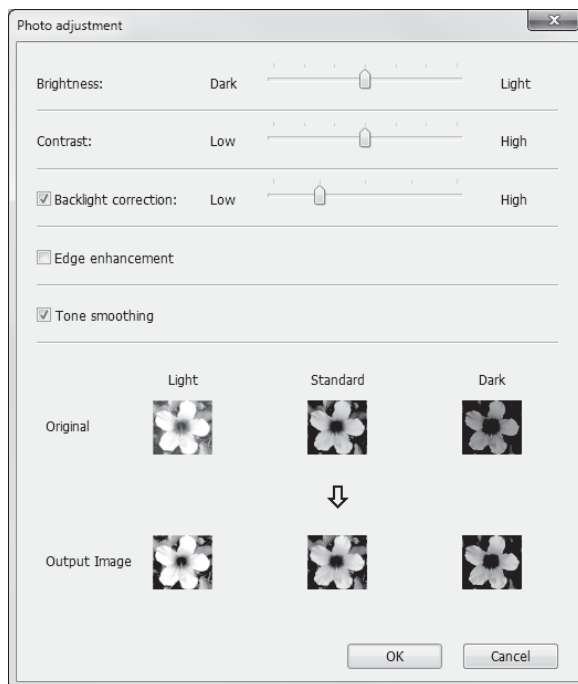 Photo adjustment
Brightness: Dark Light
Contrast: Low High
Backlight correction: Low High
Edge enhancement
Tone smoothing
Light Standard Dark
Original
Output Image
OK Cancel